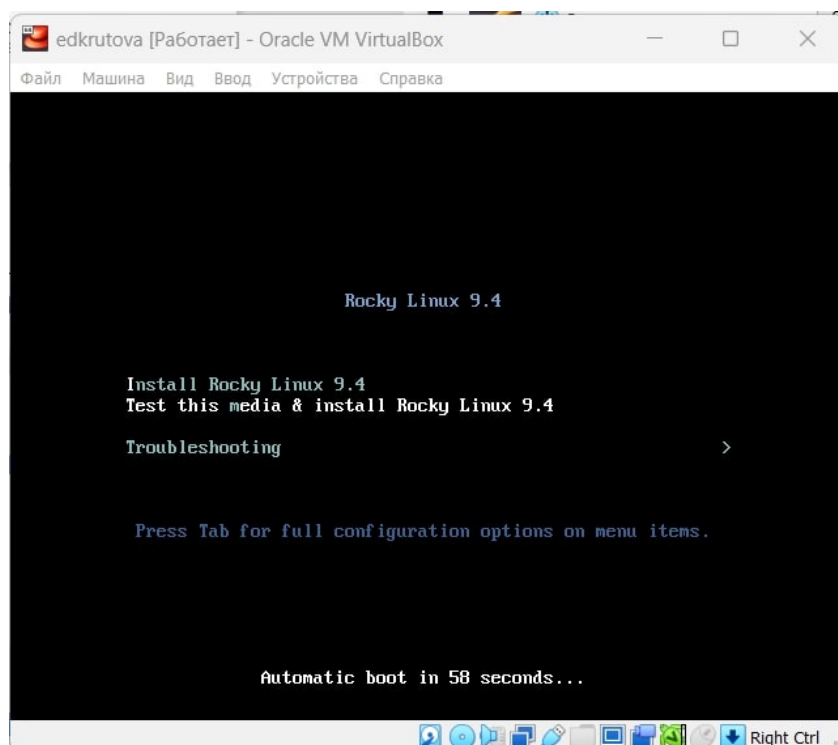 edkrutova [Работает] - Oracle VM VirtualBox
Файл Машина Вид Ввод Устройства Справка
Rocky Linux 9.4
Install Rocky Linux 9.4
Test this media & install Rocky Linux 9.4
Troubleshooting >
Press Tab for full configuration options on menu items.
Automatic boot in 58 seconds...
Right Ctrl